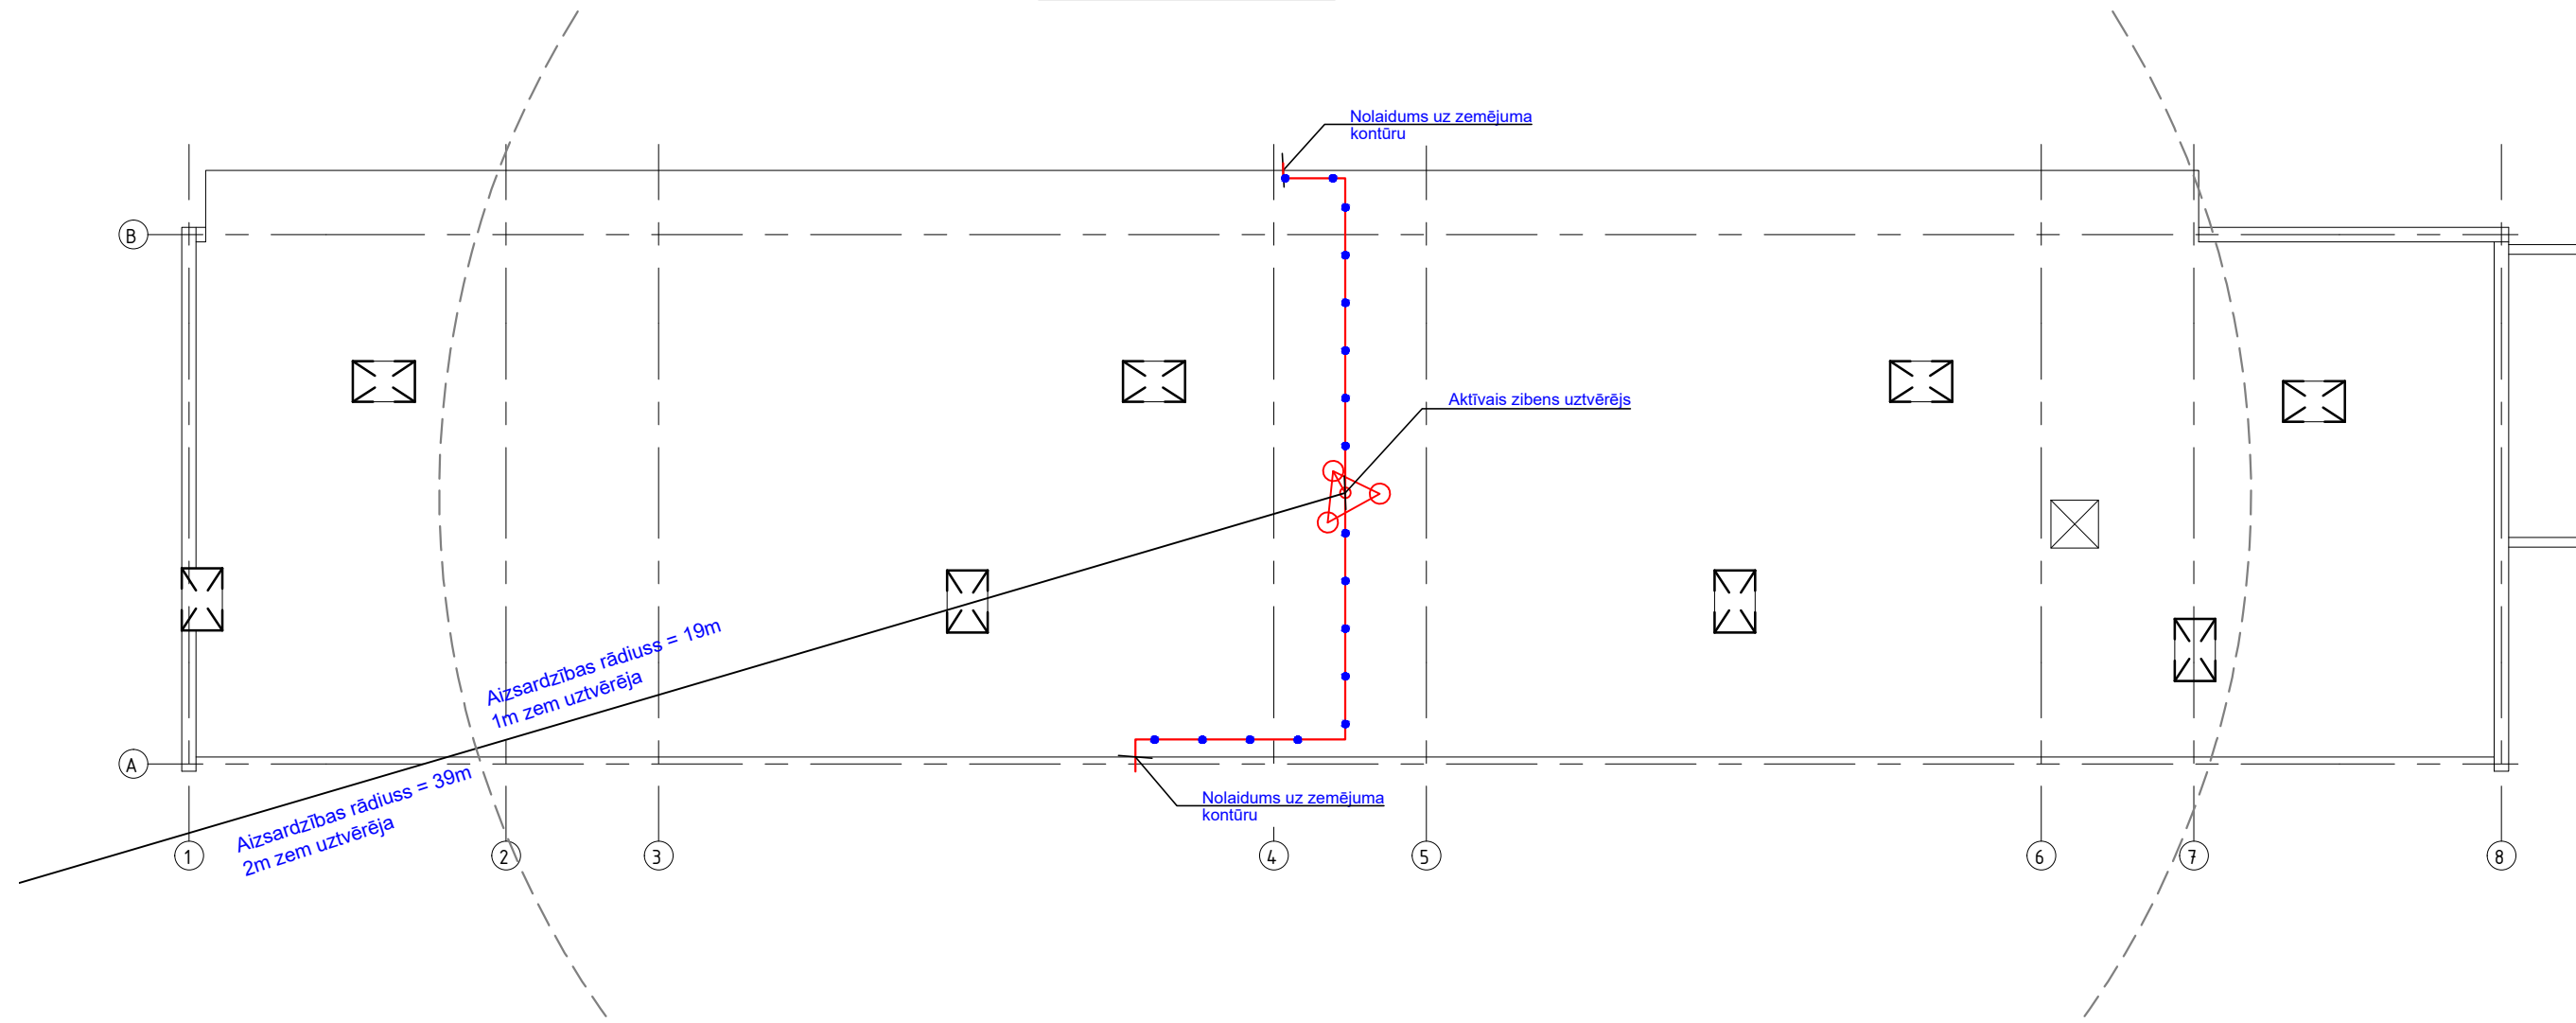 Nolaidums uz zemējuma
kontūru
B
Aktīvais zibens uztvērējs
Aizsardzības rādiuss = 19m
1m zem uztvērēja
A
Aizsardzības rādiuss = 39m
2m zem uztvērēja
Nolaidums uz zemējuma
kontūru
1 2 3 4 5 6 7 8